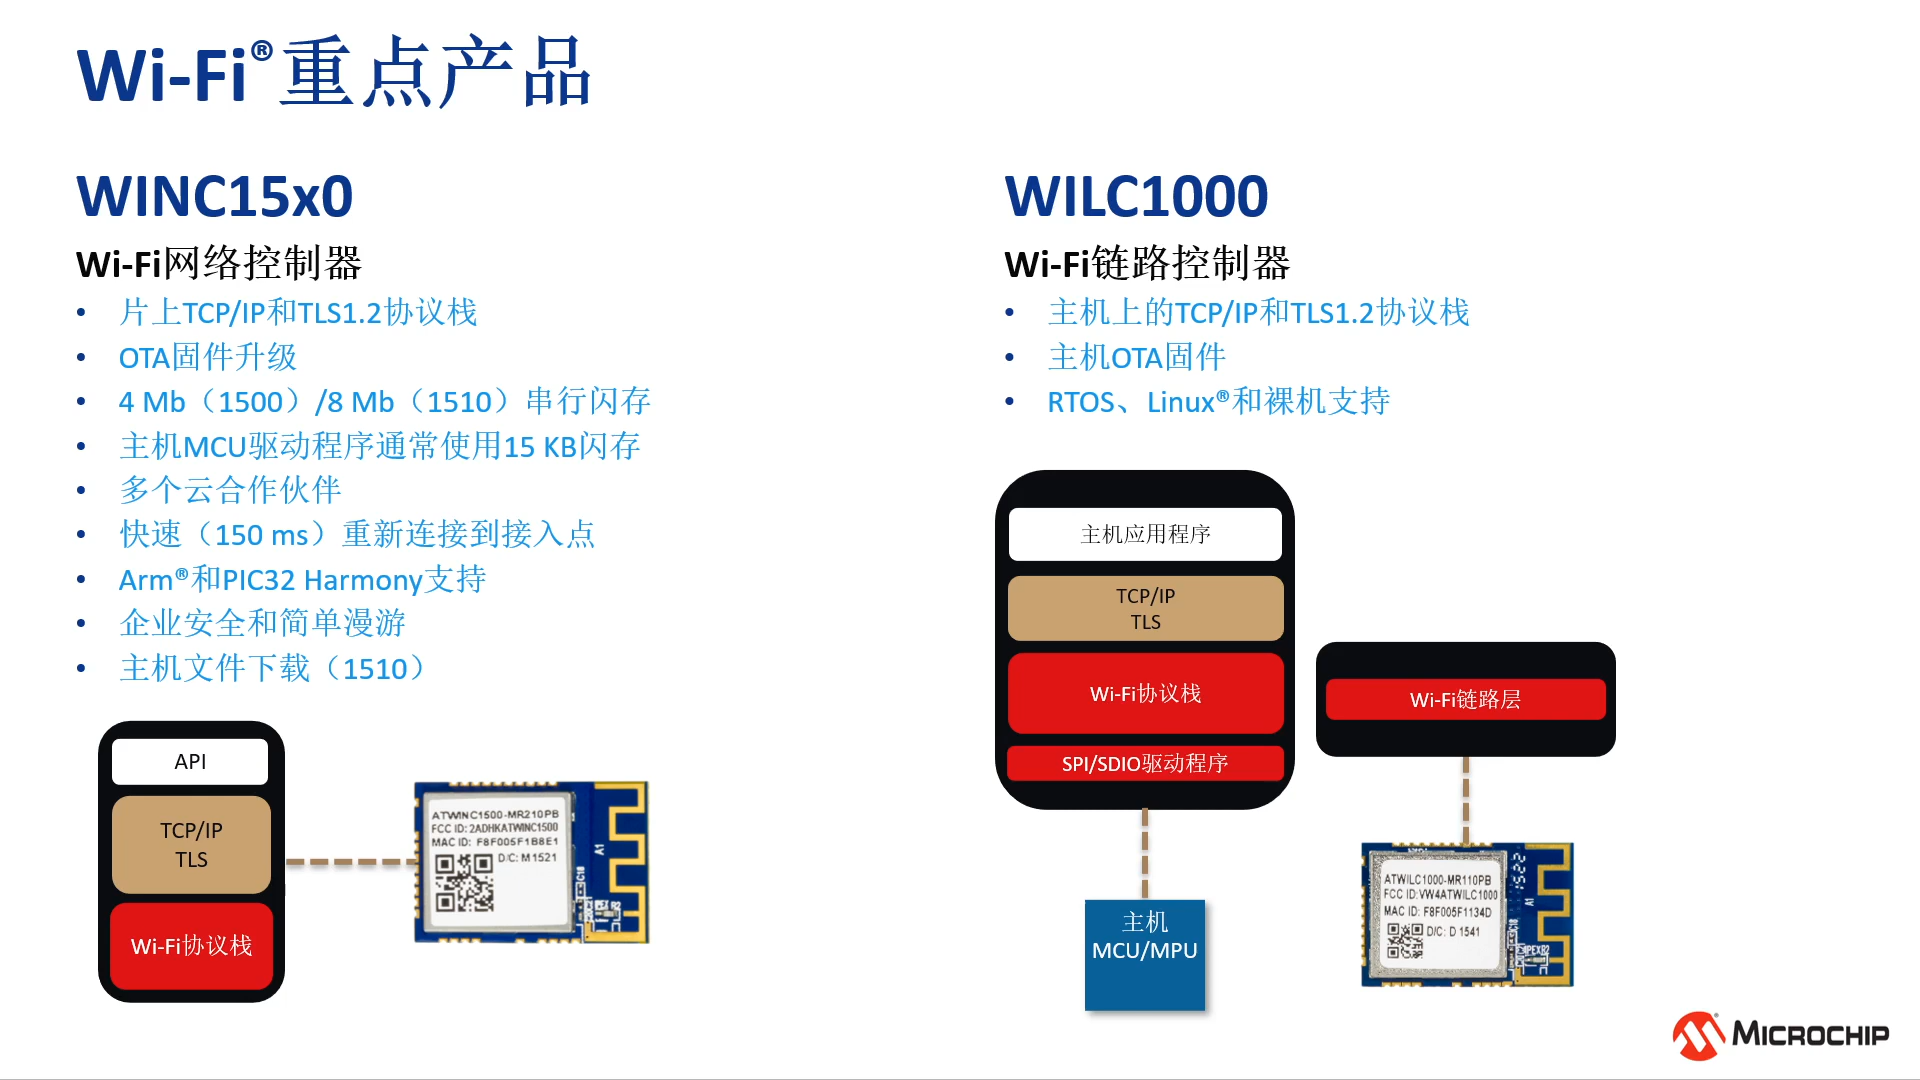 Wi-Fi®重点产品
WINC15x0
Wi-Fi网络控制器
• 片上TCP/IP和TLS1.2协议栈
• OTA固件升级
• 4 Mb（1500）/8 Mb（1510）串行闪存
• 主机MCU驱动程序通常使用15 KB闪存
• 多个云合作伙伴
• 快速（150 ms）重新连接到接入点
• Arm®和PIC32 Harmony支持
• 企业安全和简单漫游
• 主机文件下载（1510）
API
TCP/IP
TLS
Wi-Fi协议栈
ATWINC1500-MR210PB
FCC ID: 2ADHKATWINC1500
MAC ID: F8F005F1B8E1
D/C: M1521
A1
WILC1000
Wi-Fi链路控制器
• 主机上的TCP/IP和TLS1.2协议栈
• 主机OTA固件
• RTOS、Linux®和裸机支持
主机应用程序
TCP/IP
TLS
Wi-Fi协议栈
SPI/SDIO驱动程序
主机
MCU/MPU
Wi-Fi链路层
ATWILC1000-MR110PB
FCC ID:VW4ATWILC1000
MAC ID: F8F005F1134D
D/C: D 1541
A1
1522
MICROCHIP